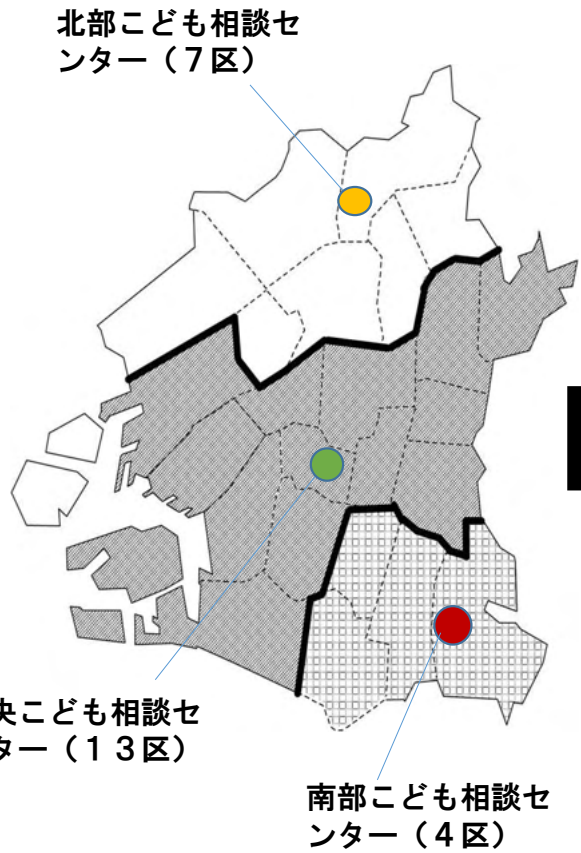 北部こども相談セ
ンター（７区）
央こども相談セ
ター（１３区）
南部こども相談セ
ンター（４区）